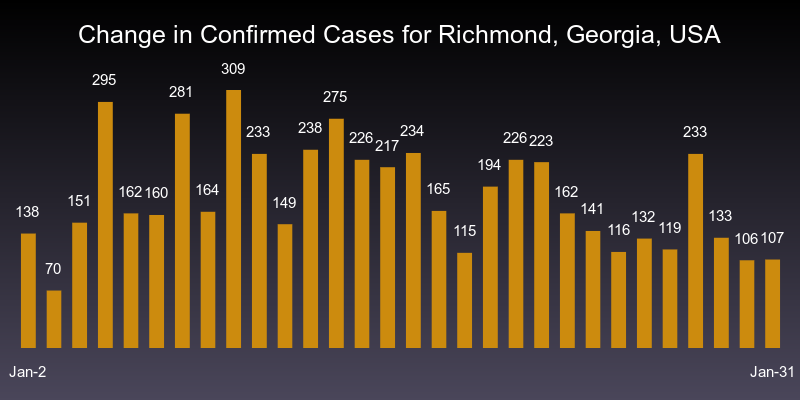 Change in Confirmed Cases for Richmond, Georgia, USA
138 70 151 295 162 160 281 164 309 233 149 238 275 226 217 234 165 115 194 226 223 162 141 116 132 119 233 133 106 107
Jan-2 Jan-31